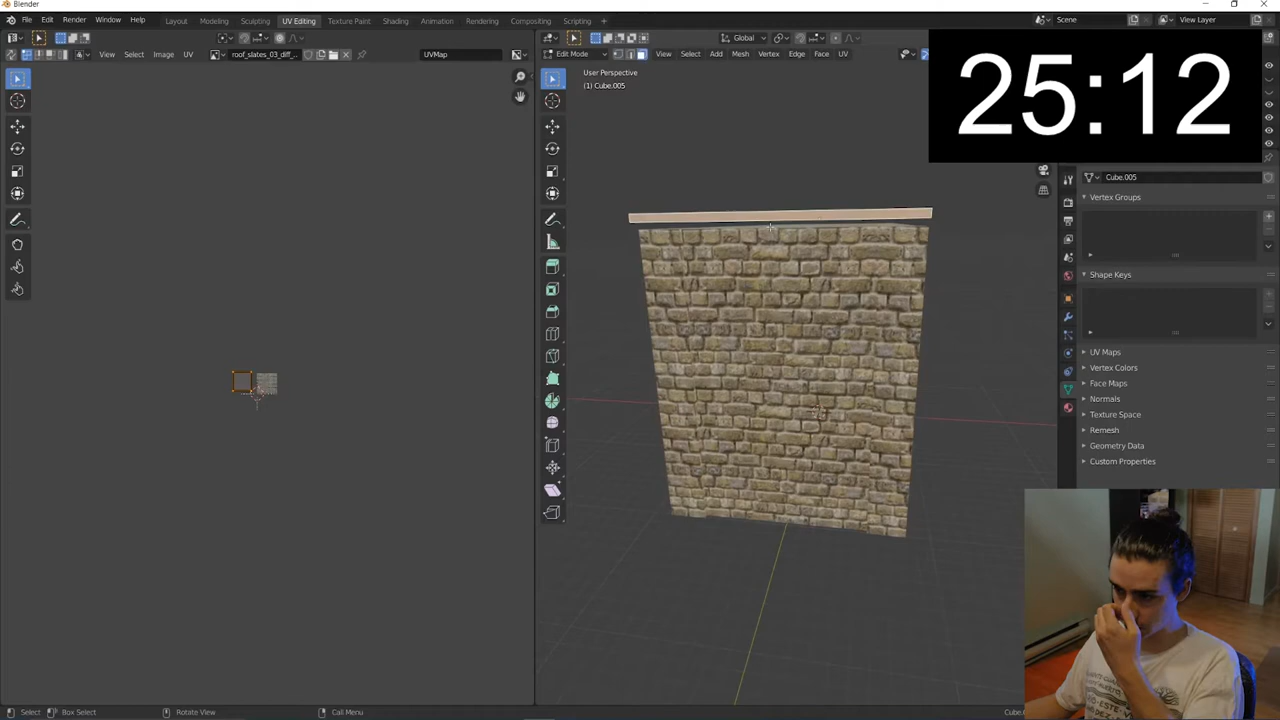 Blender
File Edit Render Window Help Layout Modeling Sculpting UV Editing Texture Paint Shading Animation Rendering Compositing Scripting +
Scene View Layer
View Select Image UV roof_slates_03_diff_... UVMap
Global
Edit Mode View Select Add Mesh Vertex Edge Face UV
User Perspective
(1) Cube.005
25:12
Cube.005
Vertex Groups
Shape Keys
UV Maps
Vertex Colors
Face Maps
Normals
Texture Space
Remesh
Geometry Data
Custom Properties
Select Box Select Rotate View Call Menu